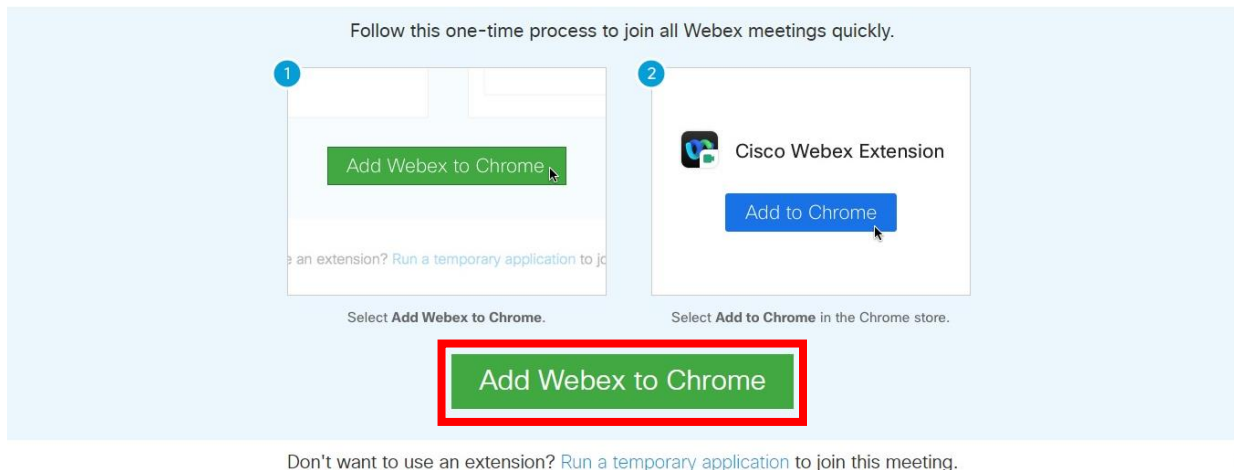 Follow this one-time process to join all Webex meetings quickly.
1
2
Add Webex to Chrome
Cisco Webex Extension
Add to Chrome
an extension? Run a temporary application to
Select Add Webex to Chrome.
Select Add to Chrome in the Chrome store.
Add Webex to Chrome
Don't want to use an extension? Run a temporary application to join this meeting.